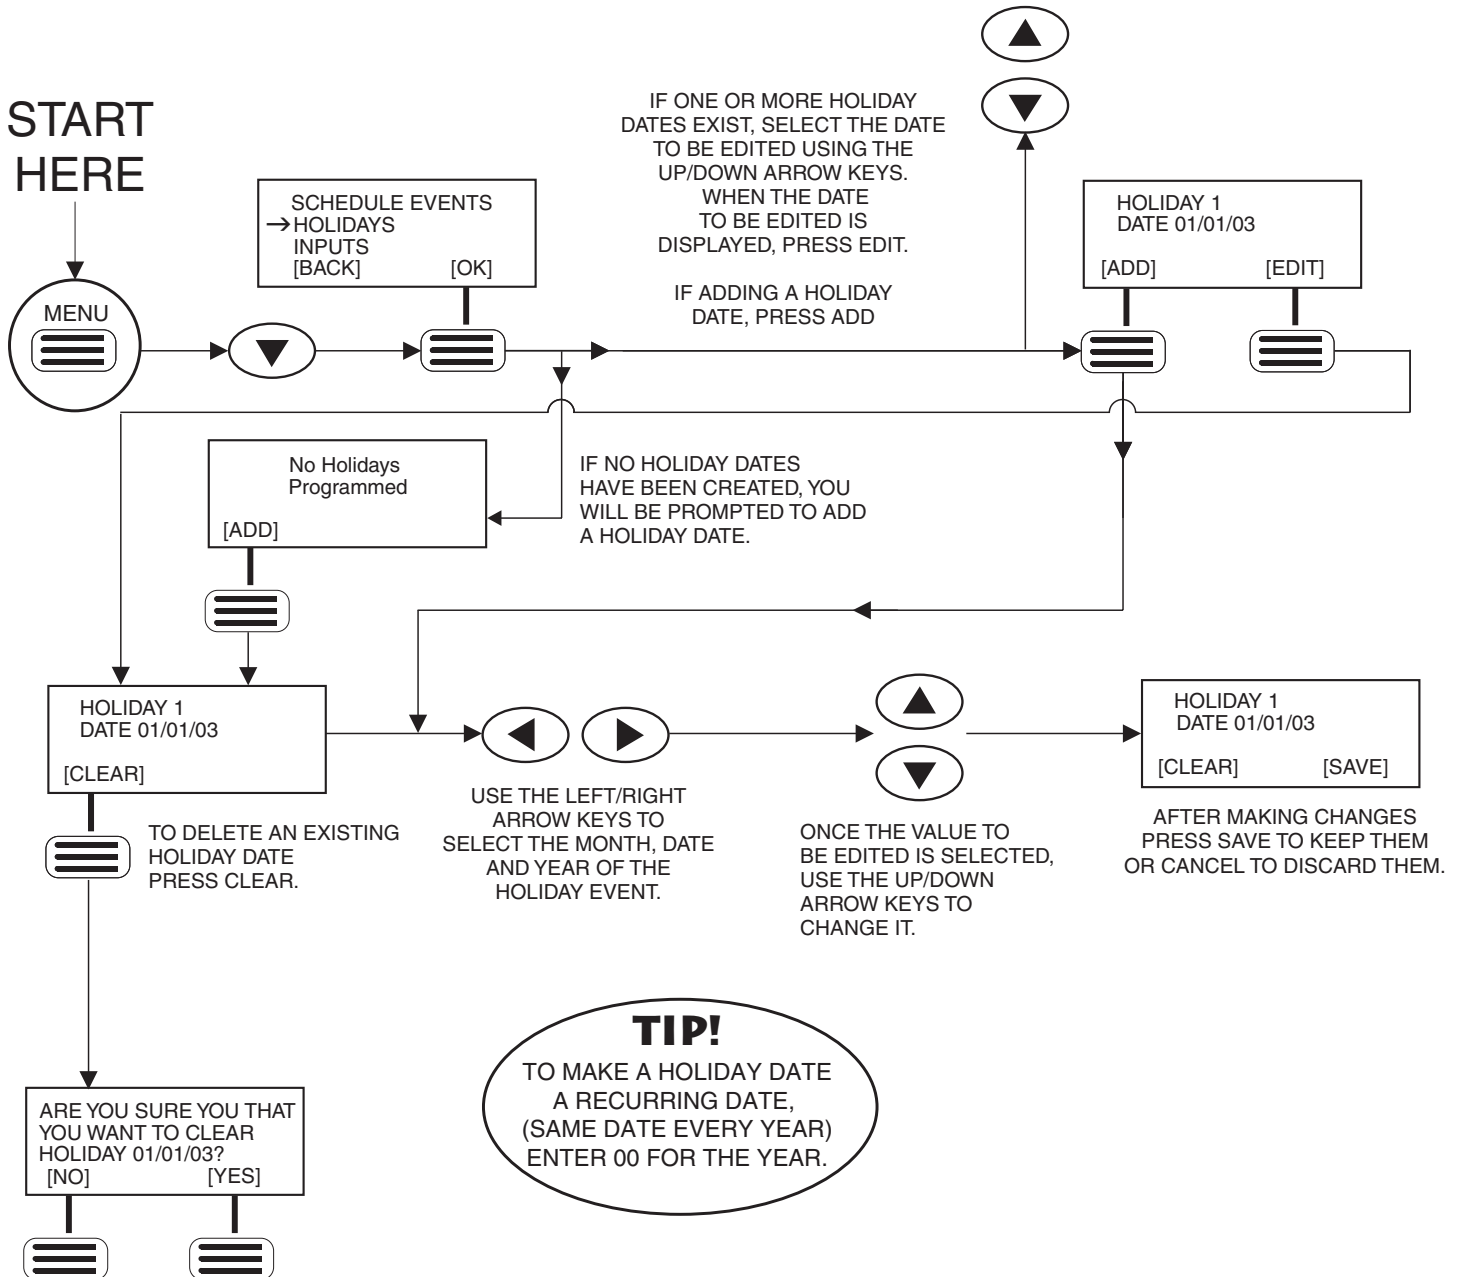 START
HERE
MENU
SCHEDULE EVENTS
→HOLIDAYS
INPUTS
[BACK] [OK]
IF ONE OR MORE HOLIDAY
DATES EXIST, SELECT THE DATE
TO BE EDITED USING THE
UP/DOWN ARROW KEYS.
WHEN THE DATE
TO BE EDITED IS
DISPLAYED, PRESS EDIT.
IF ADDING A HOLIDAY
DATE, PRESS ADD
HOLIDAY 1
DATE 01/01/03
[ADD] [EDIT]
No Holidays
Programmed
[ADD]
IF NO HOLIDAY DATES
HAVE BEEN CREATED, YOU
WILL BE PROMPTED TO ADD
A HOLIDAY DATE.
HOLIDAY 1
DATE 01/01/03
[CLEAR]
TO DELETE AN EXISTING
HOLIDAY DATE
PRESS CLEAR.
USE THE LEFT/RIGHT
ARROW KEYS TO
SELECT THE MONTH, DATE
AND YEAR OF THE
HOLIDAY EVENT.
ONCE THE VALUE TO
BE EDITED IS SELECTED,
USE THE UP/DOWN
ARROW KEYS TO
CHANGE IT.
HOLIDAY 1
DATE 01/01/03
[CLEAR] [SAVE]
AFTER MAKING CHANGES
PRESS SAVE TO KEEP THEM
OR CANCEL TO DISCARD THEM.
TIP!
TO MAKE A HOLIDAY DATE
A RECURRING DATE,
(SAME DATE EVERY YEAR)
ENTER 00 FOR THE YEAR.
ARE YOU SURE YOU THAT
YOU WANT TO CLEAR
HOLIDAY 01/01/03?
[NO] [YES]